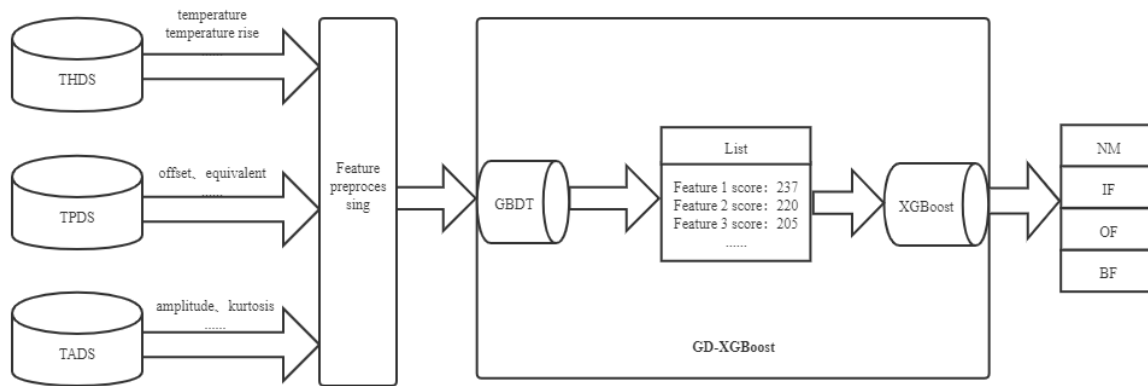 temperature
temperature rise
......
THDS
offset、equivalent
......
TPDS
amplitude、kurtosis
......
TADS
Feature
preproces
sing
GBDT
List
Feature 1 score：237
Feature 2 score：220
Feature 3 score：205
......
XGBoost
GD-XGBoost
NM
IF
OF
BF